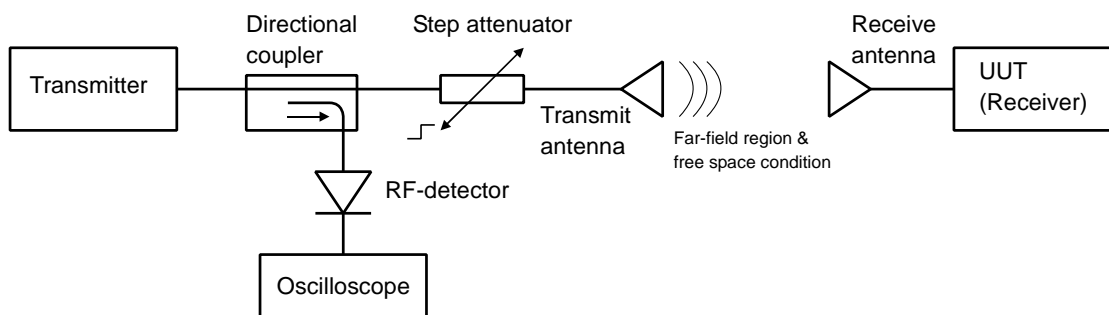 Directional
coupler
Step attenuator
Receive
antenna
Transmitter
UUT
(Receiver)
Transmit
antenna
Far-field region &
free space condition
RF-detector
Oscilloscope